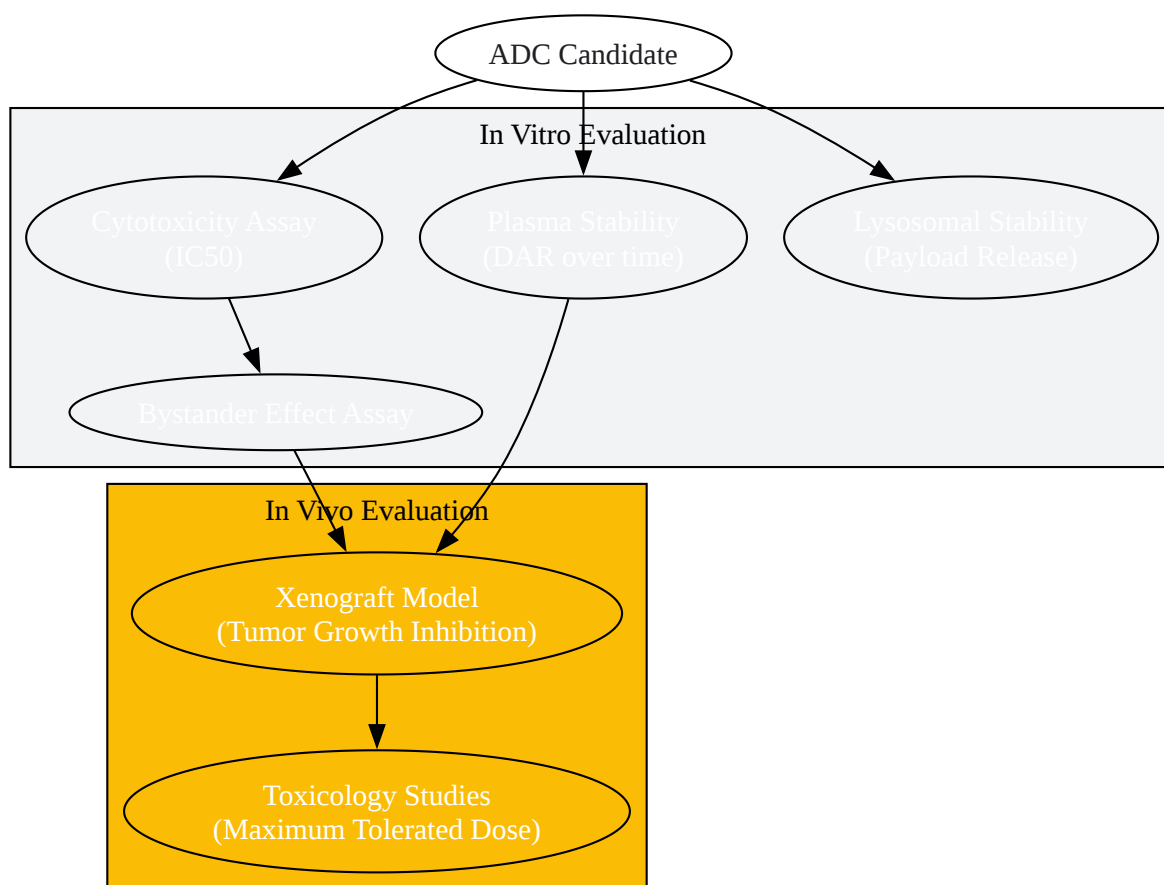 ADC Candidate
In Vitro Evaluation
Cytotoxicity Assay
(IC50)
Plasma Stability
(DAR over time)
Lysosomal Stability
(Payload Release)
Bystander Effect Assay
In Vivo Evaluation
Xenograft Model
(Tumor Growth Inhibition)
Toxicology Studies
(Maximum Tolerated Dose)